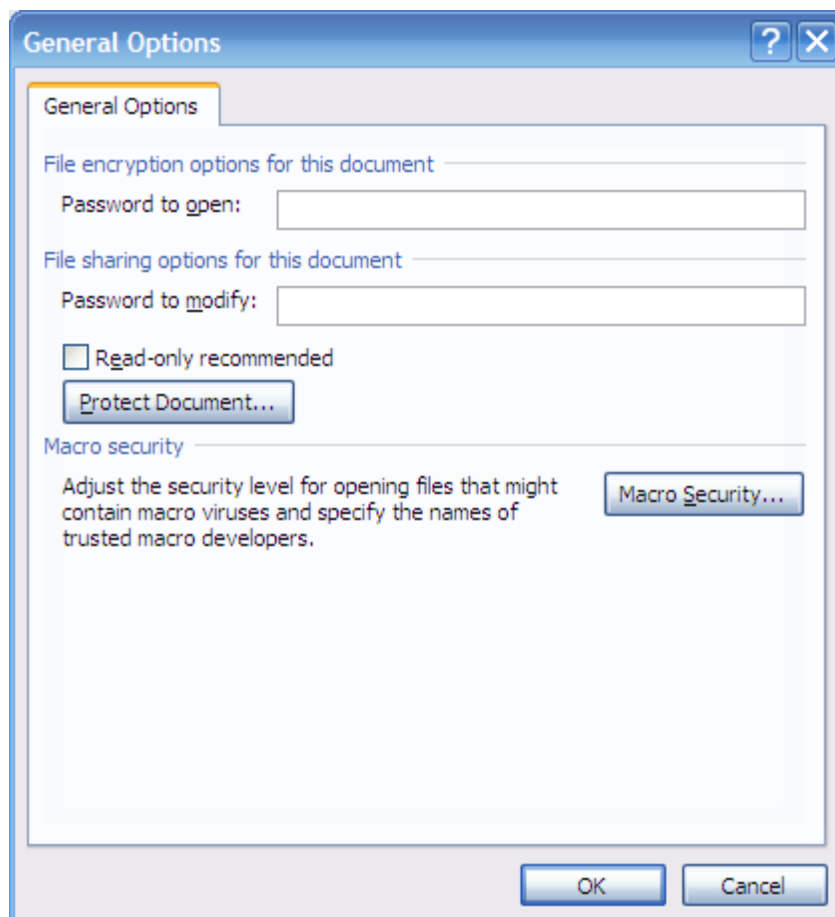 General Options
General Options
File encryption options for this document
Password to open:
File sharing options for this document
Password to modify:
Read-only recommended
Protect Document...
Macro security
Adjust the security level for opening files that might
contain macro viruses and specify the names of
trusted macro developers.
Macro Security...
OK
Cancel